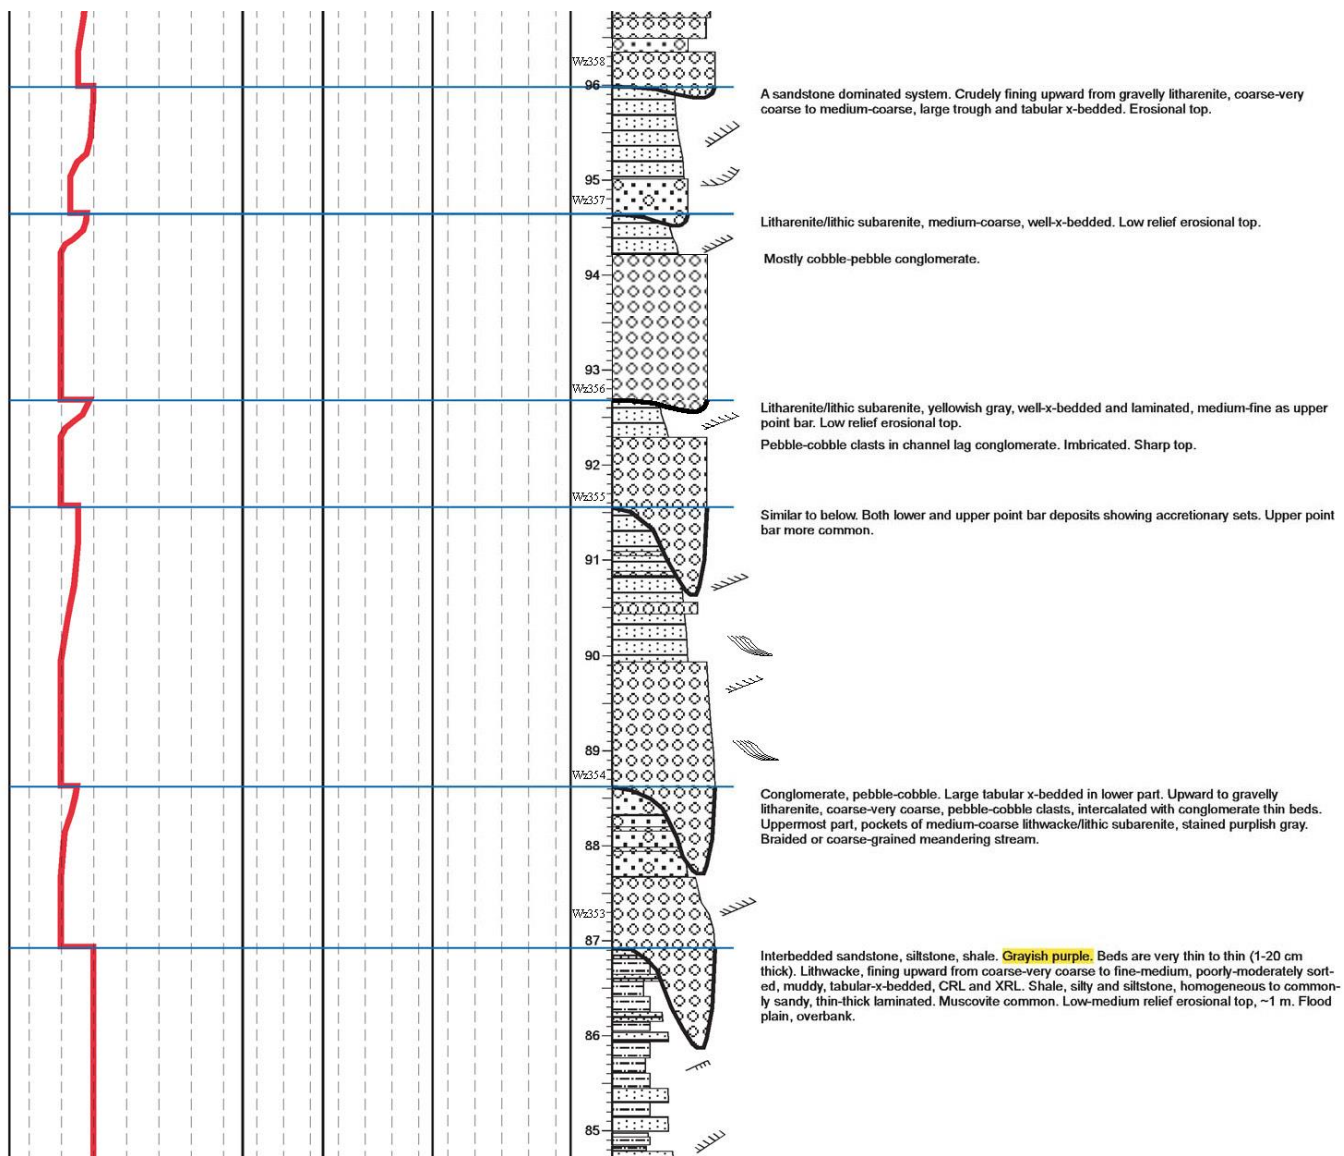 Wz358
96
A sandstone dominated system. Crudely fining upward from gravelly litharenite, coarse-very
coarse to medium-coarse, large trough and tabular x-bedded. Erosional top.
95
Wz357
Litharenite/lithic subarenite, medium-coarse, well-x-bedded. Low relief erosional top.
Mostly cobble-pebble conglomerate.
94
93
Wz356
Litharenite/lithic subarenite, yellowish gray, well-x-bedded and laminated, medium-fine as upper
point bar. Low relief erosional top.
Pebble-cobble clasts in channel lag conglomerate. Imbricated. Sharp top.
92
Wz355
Similar to below. Both lower and upper point bar deposits showing accretionary sets. Upper point
bar more common.
91
90
89
Wz354
Conglomerate, pebble-cobble. Large tabular x-bedded in lower part. Upward to gravelly
litharenite, coarse-very coarse, pebble-cobble clasts, intercalated with conglomerate thin beds.
Uppermost part, pockets of medium-coarse lithwacke/lithic subarenite, stained purplish gray.
Braided or coarse-grained meandering stream.
88
Wz353
87
Interbedded sandstone, siltstone, shale. Grayish purple. Beds are very thin to thin (1-20 cm
thick). Lithwacke, fining upward from coarse-very coarse to fine-medium, poorly-moderately sort-
ed, muddy, tabular-x-bedded, CRL and XRL. Shale, silty and siltstone, homogeneous to common-
ly sandy, thin-thick laminated. Muscovite common. Low-medium relief erosional top, ~1 m. Flood
plain, overbank.
86
85